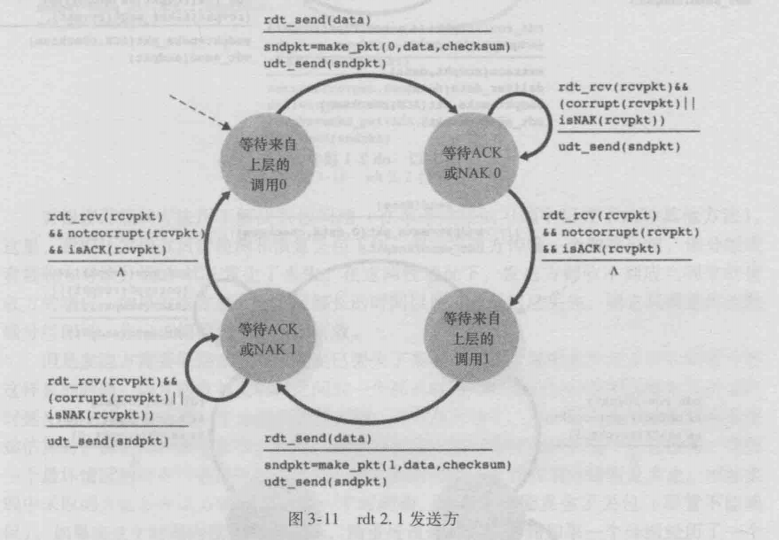 rdt_send(data)
sndpkt=make_pkt(0,data,checksum)
udt_send(sndpkt)
等待来自
上层的
调用0
等待ACK
或NAK 0
rdt_rcv(rcvpkt)&&
(corrupt(rcvpkt)||
isNAK(rcvpkt))
udt_send(sndpkt)
rdt_rcv(rcvpkt)
&& notcorrupt(rcvpkt)
&& isACK(rcvpkt)
Λ
rdt_rcv(rcvpkt)
&& notcorrupt(rcvpkt)
&& isACK(rcvpkt)
Λ
等待ACK
或NAK 1
等待来自
上层的
调用1
rdt_rcv(rcvpkt)&&
(corrupt(rcvpkt)||
isNAK(rcvpkt))
udt_send(sndpkt)
rdt_send(data)
sndpkt=make_pkt(1,data,checksum)
udt_send(sndpkt)
图 3-11 rdt 2.1 发送方